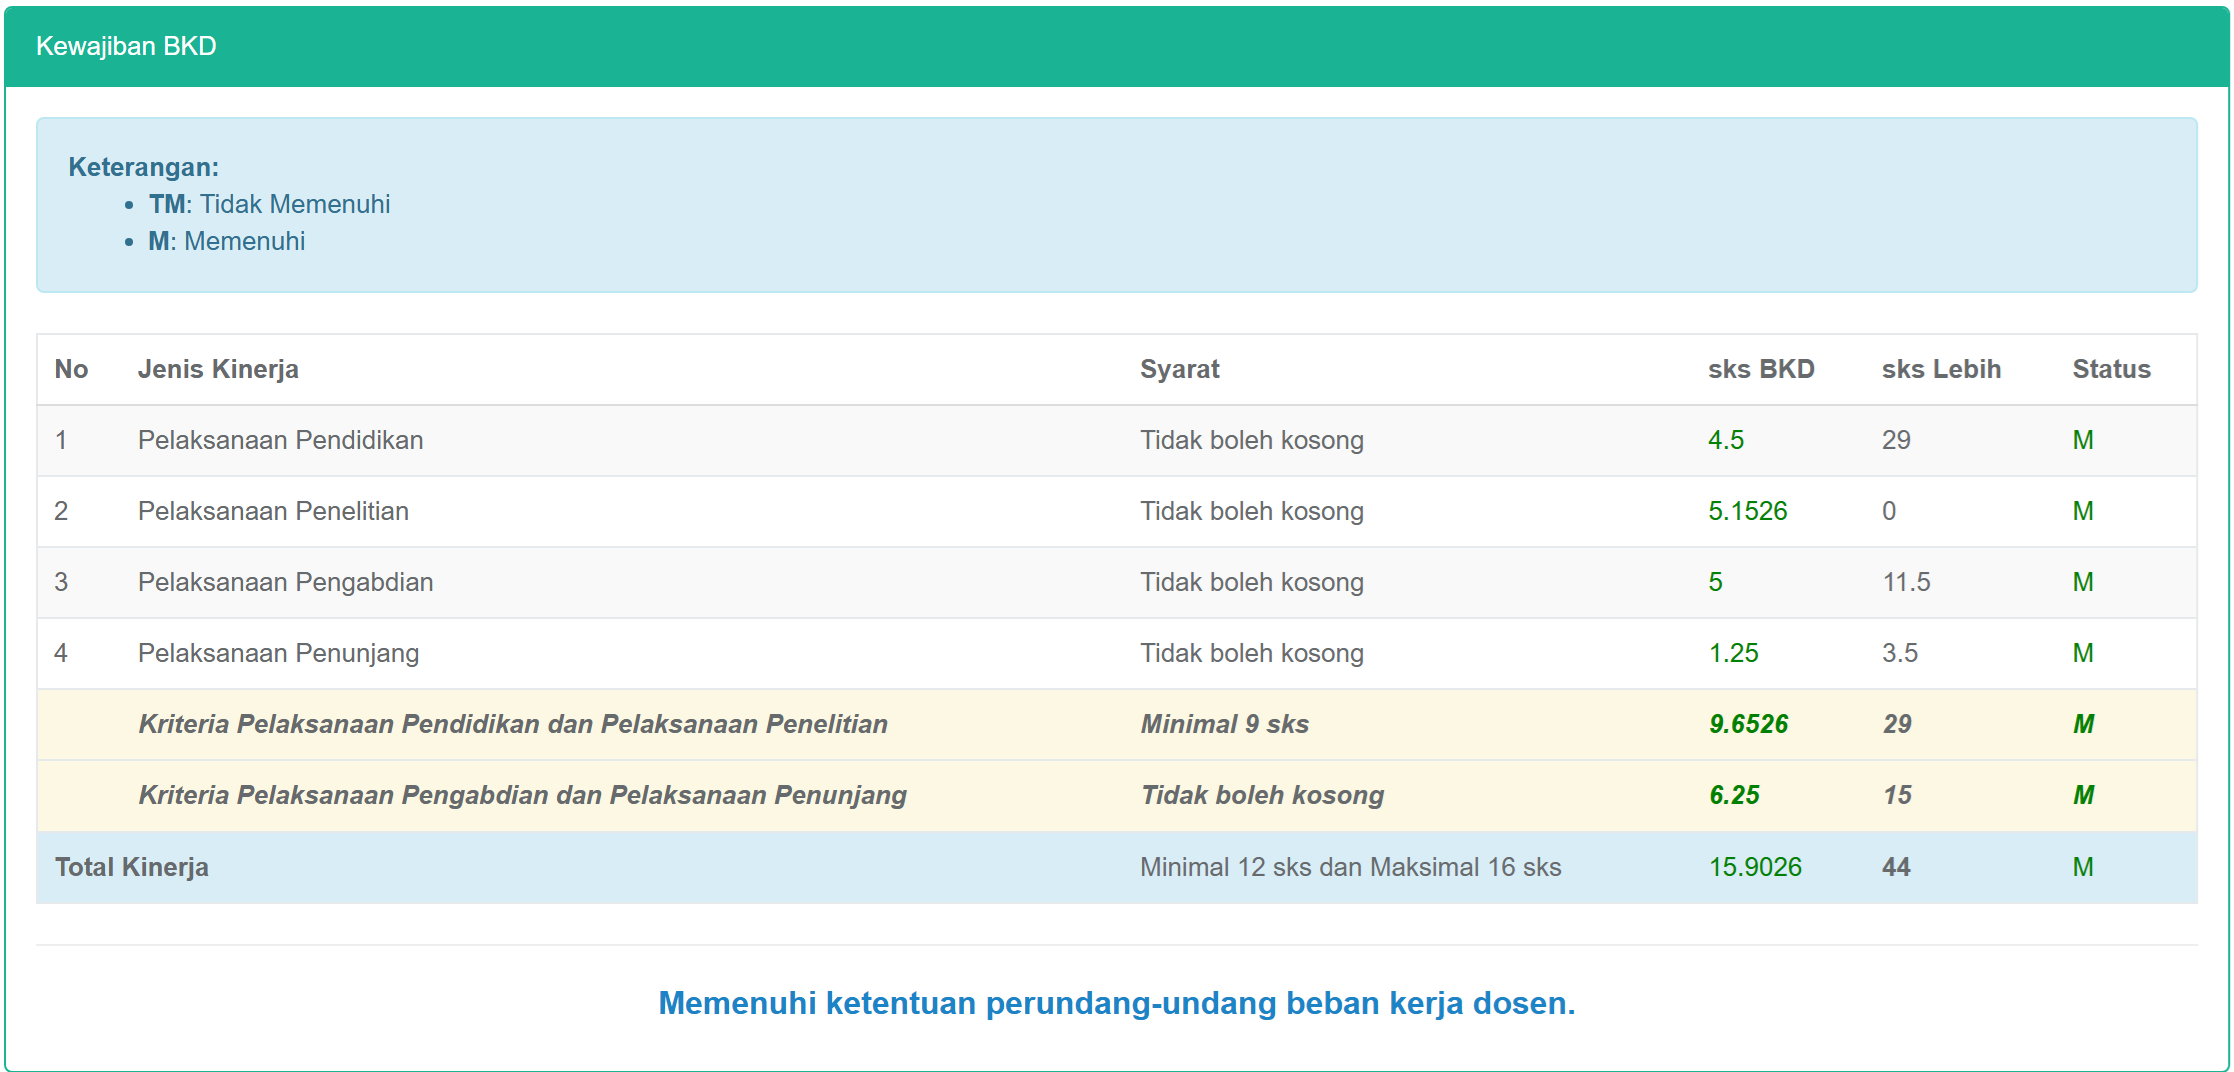 Kewajiban BKD
Keterangan:
• TM: Tidak Memenuhi
• M: Memenuhi
No Jenis Kinerja Syarat sks BKD sks Lebih Status
1 Pelaksanaan Pendidikan Tidak boleh kosong 4.5 29 M
2 Pelaksanaan Penelitian Tidak boleh kosong 5.1526 0 M
3 Pelaksanaan Pengabdian Tidak boleh kosong 5 11.5 M
4 Pelaksanaan Penunjang Tidak boleh kosong 1.25 3.5 M
Kriteria Pelaksanaan Pendidikan dan Pelaksanaan Penelitian Minimal 9 sks 9.6526 29 M
Kriteria Pelaksanaan Pengabdian dan Pelaksanaan Penunjang Tidak boleh kosong 6.25 15 M
Total Kinerja Minimal 12 sks dan Maksimal 16 sks 15.9026 44 M
Memenuhi ketentuan perundang-undang beban kerja dosen.